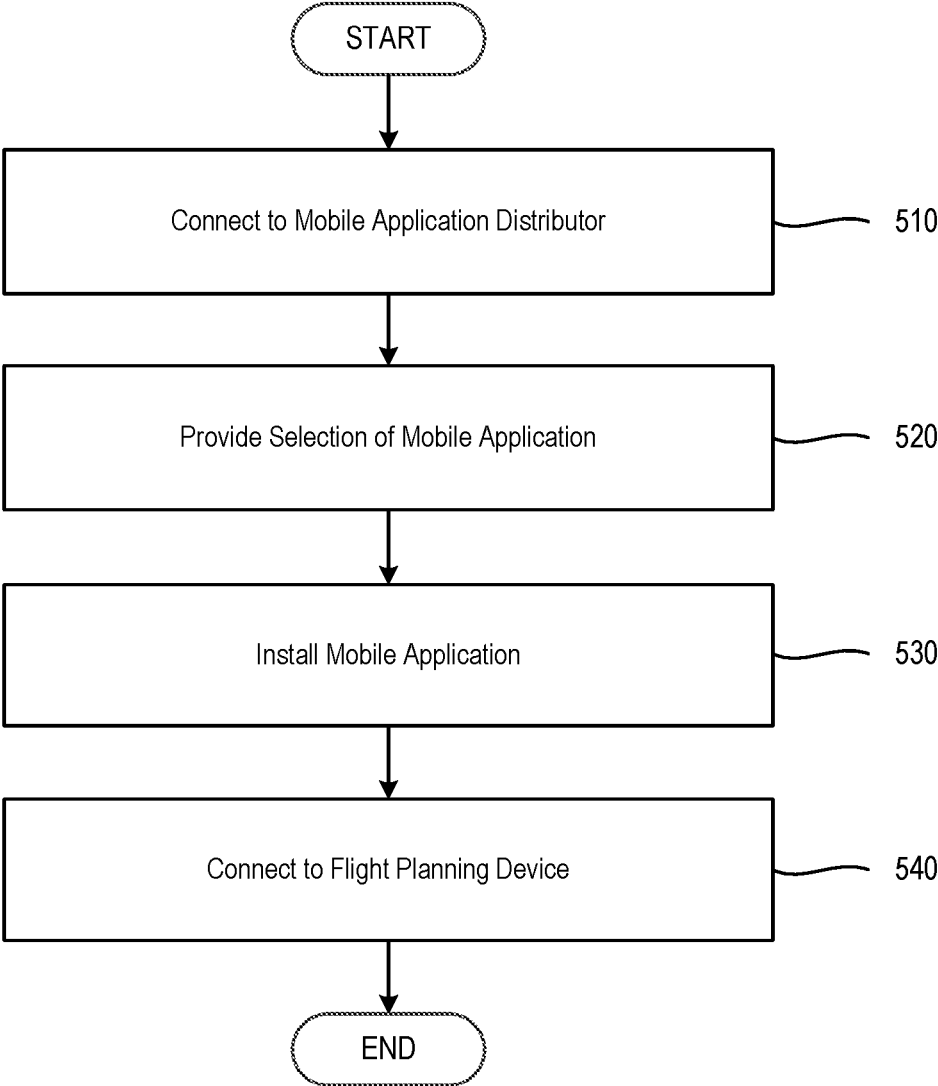 START
Connect to Mobile Application Distributor
510
Provide Selection of Mobile Application
520
Install Mobile Application
530
Connect to Flight Planning Device
540
END